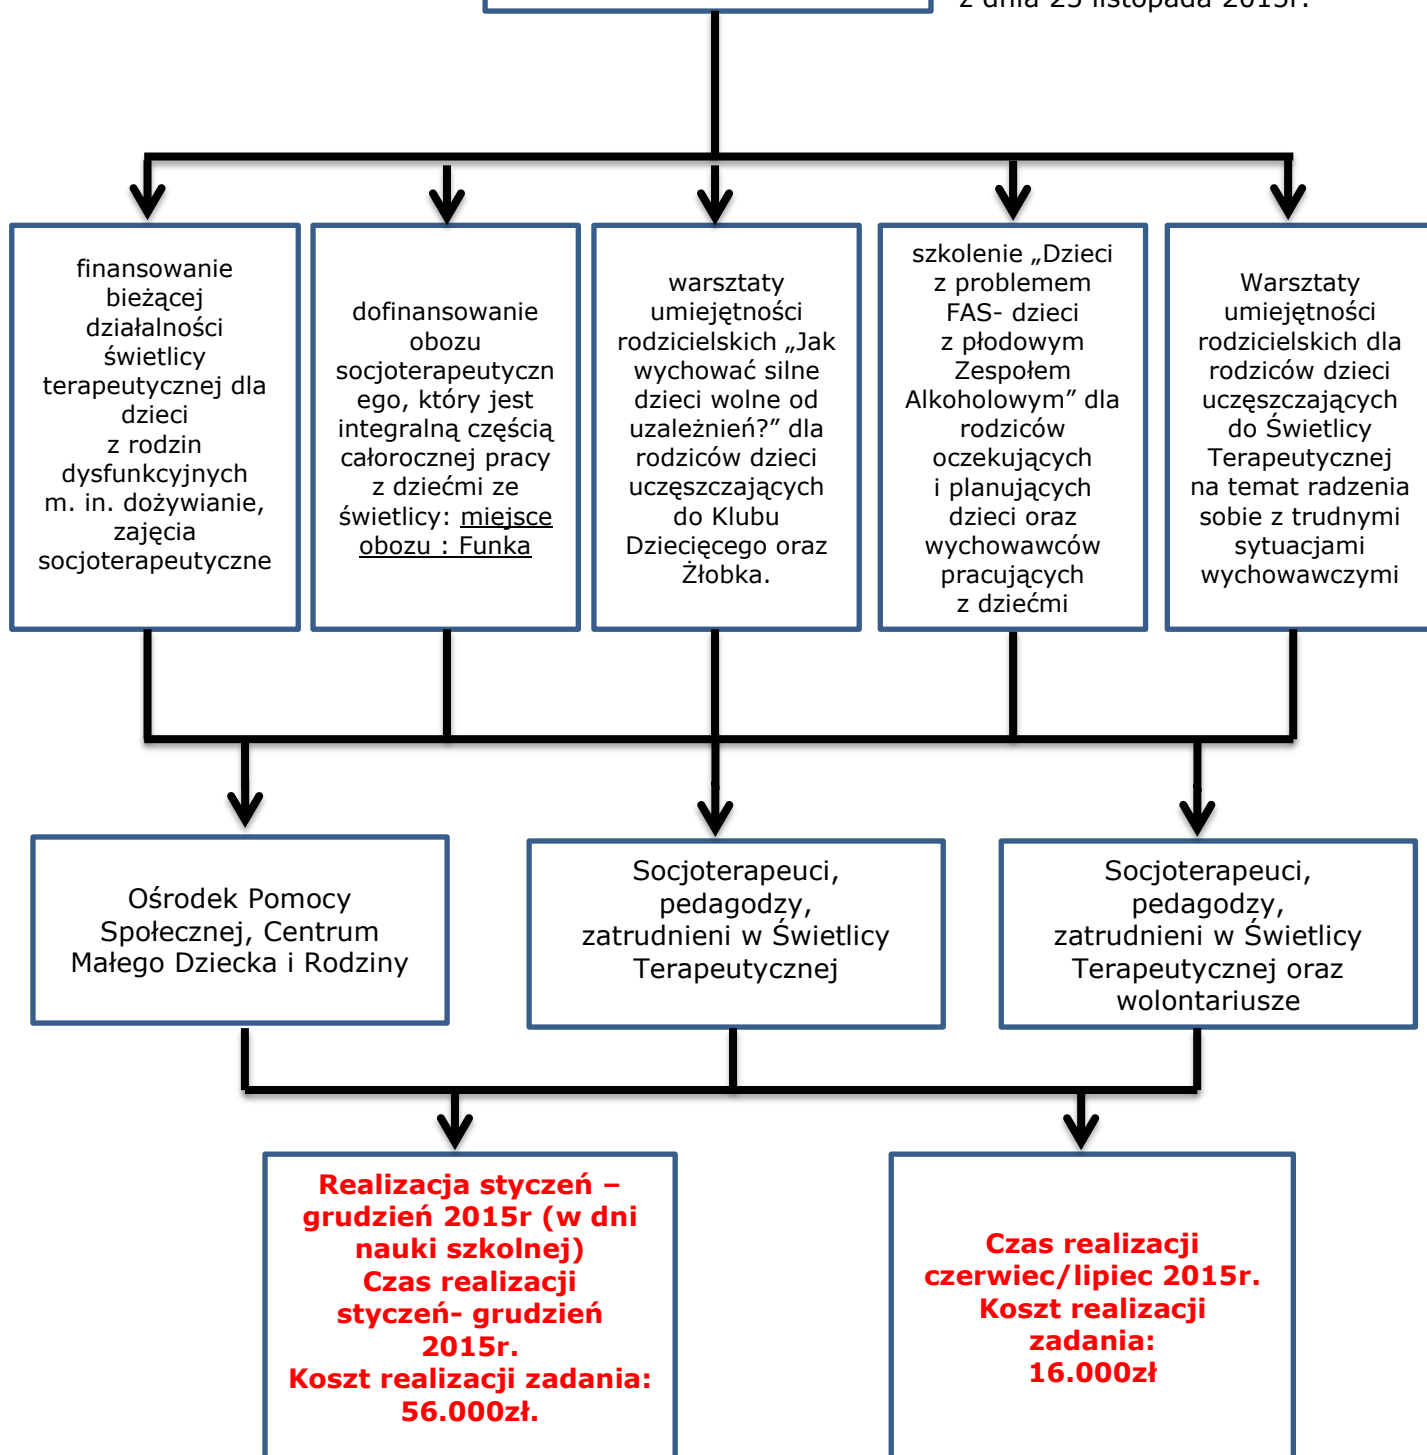 z dnia 25 listopada 2015r.
finansowanie
bieżącej
działalności
świetlicy
terapeutycznej dla
dzieci
z rodzin
dysfunkcyjnych
m. in. dożywianie,
zajęcia
socjoterapeutyczne
dofinansowanie
obozu
socjoterapeutyczn
ego, który jest
integralną częścią
całorocznej pracy
z dziećmi ze
świetlicy: miejsce
obozu : Funka
warsztaty
umiejętności
rodzicielskich „Jak
wychować silne
dzieci wolne od
uzależnień?” dla
rodziców dzieci
uczęszczających
do Klubu
Dziecięcego oraz
Żłobka.
szkolenie „Dzieci
z problemem
FAS- dzieci
z płodowym
Zespołem
Alkoholowym” dla
rodziców
oczekujących
i planujących
dzieci oraz
wychowawców
pracujących
z dziećmi
Warsztaty
umiejętności
rodzicielskich dla
rodziców dzieci
uczęszczających
do Świetlicy
Terapeutycznej
na temat radzenia
sobie z trudnymi
sytuacjami
wychowawczymi
Ośrodek Pomocy
Społecznej, Centrum
Małego Dziecka i Rodziny
Socjoterapeuci,
pedagodzy,
zatrudnieni w Świetlicy
Terapeutycznej
Socjoterapeuci,
pedagodzy,
zatrudnieni w Świetlicy
Terapeutycznej oraz
wolontariusze
Realizacja styczeń –
grudzień 2015r (w dni
nauki szkolnej)
Czas realizacji
styczeń- grudzień
2015r.
Koszt realizacji zadania:
56.000zł.
Czas realizacji
czerwiec/lipiec 2015r.
Koszt realizacji
zadania:
16.000zł